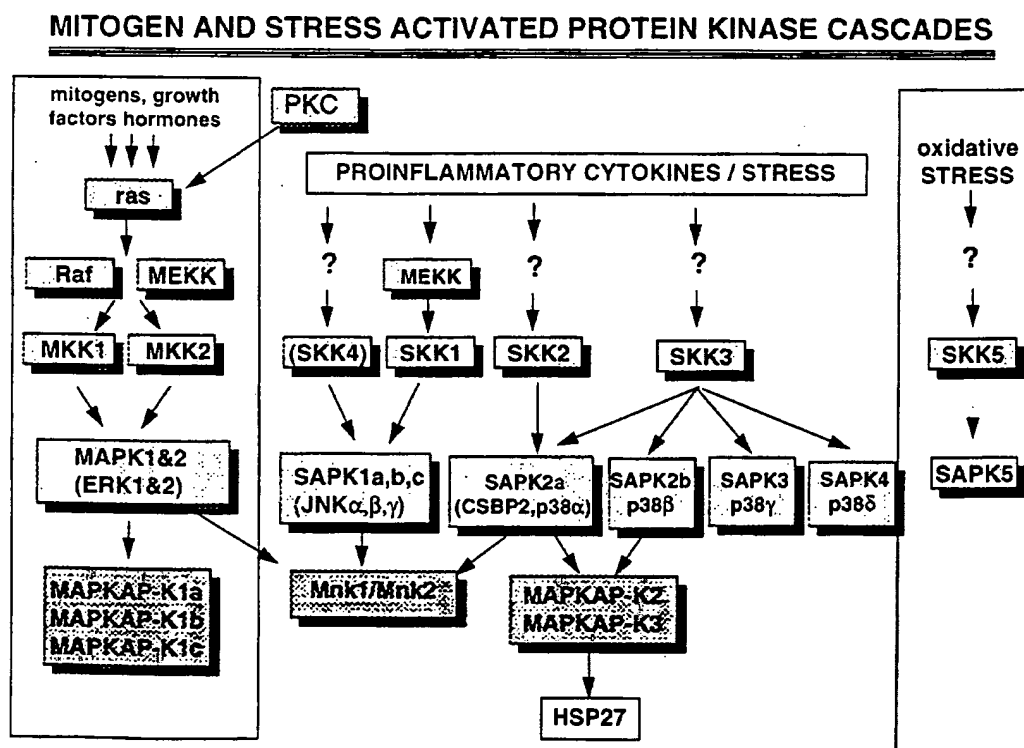 MITOGEN AND STRESS ACTIVATED PROTEIN KINASE CASCADES
mitogens, growth
factors hormones
PKC
ras
Raf
MEKK
MKK1
MKK2
MAPK1&2
(ERK1&2)
MAPKAP-K1a
MAPKAP-K1b
MAPKAP-K1c
PROINFLAMMATORY CYTOKINES / STRESS
?
MEKK
?
?
(SKK4)
SKK1
SKK2
SKK3
SAPK1a,b,c
(JNKα,β,γ)
SAPK2a
(CSBP2,p38α)
SAPK2b
p38β
SAPK3
p38γ
SAPK4
p38δ
Mnk1/Mnk2
MAPKAP-K2
MAPKAP-K3
HSP27
oxidative
STRESS
?
SKK5
SAPK5